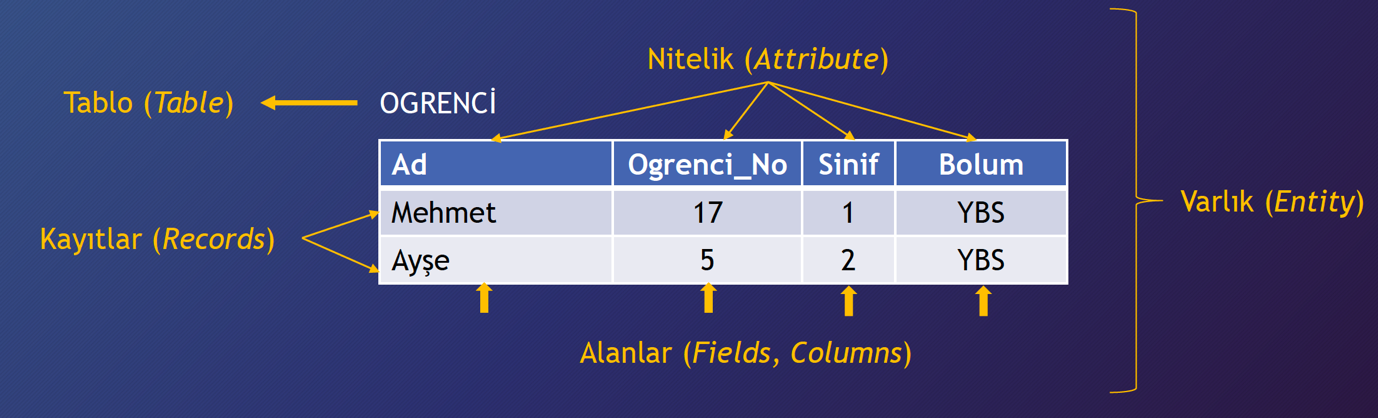 Nitelik (Attribute)
Tablo (Table)
OGRENCİ
Ad Ogrenci_No Sinif Bolum
Mehmet 17 1 YBS
Varlık (Entity)
Kayıtlar (Records)
Ayşe 5 2 YBS
Alanlar (Fields, Columns)